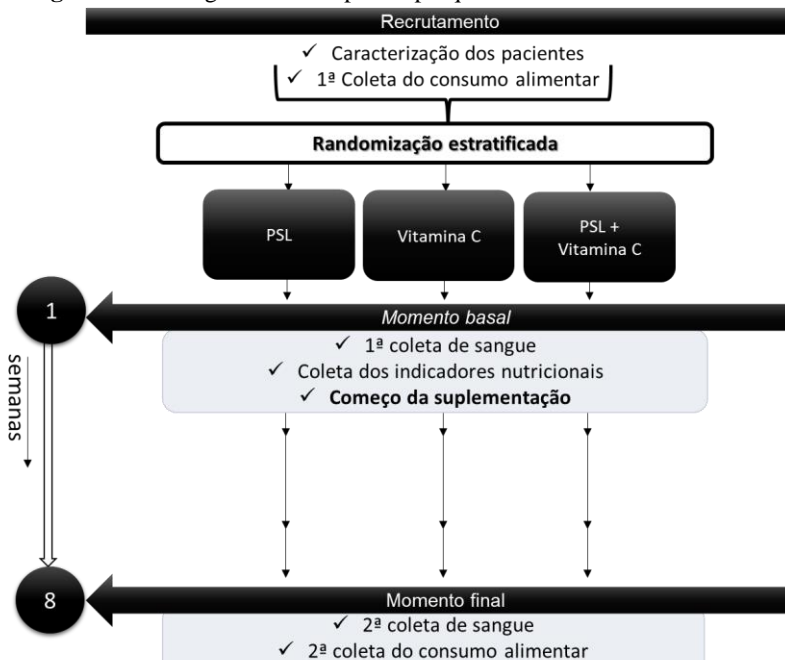 Recrutamento
✓ Caracterização dos pacientes
✓ 1ª Coleta do consumo alimentar
Randomização estratificada
PSL
Vitamina C
PSL +
Vitamina C
1
Momento basal
✓ 1ª coleta de sangue
✓ Coleta dos indicadores nutricionais
✓ Começo da suplementação
semanas
8
Momento final
✓ 2ª coleta de sangue
✓ 2ª coleta do consumo alimentar